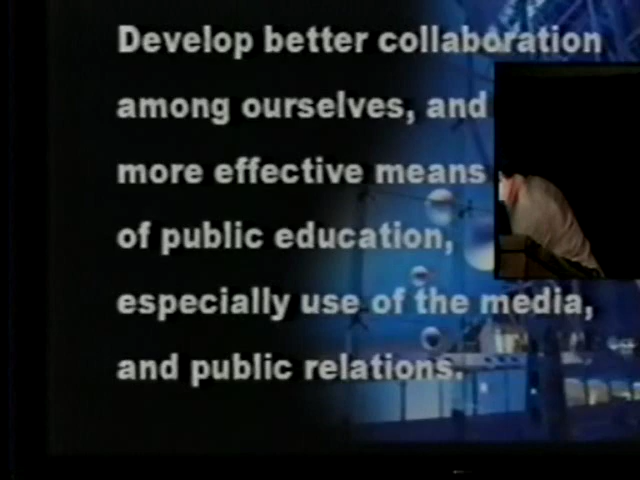 Develop better collaboration
among ourselves, and
more effective means
of public education,
especially use of the media,
and public relations.